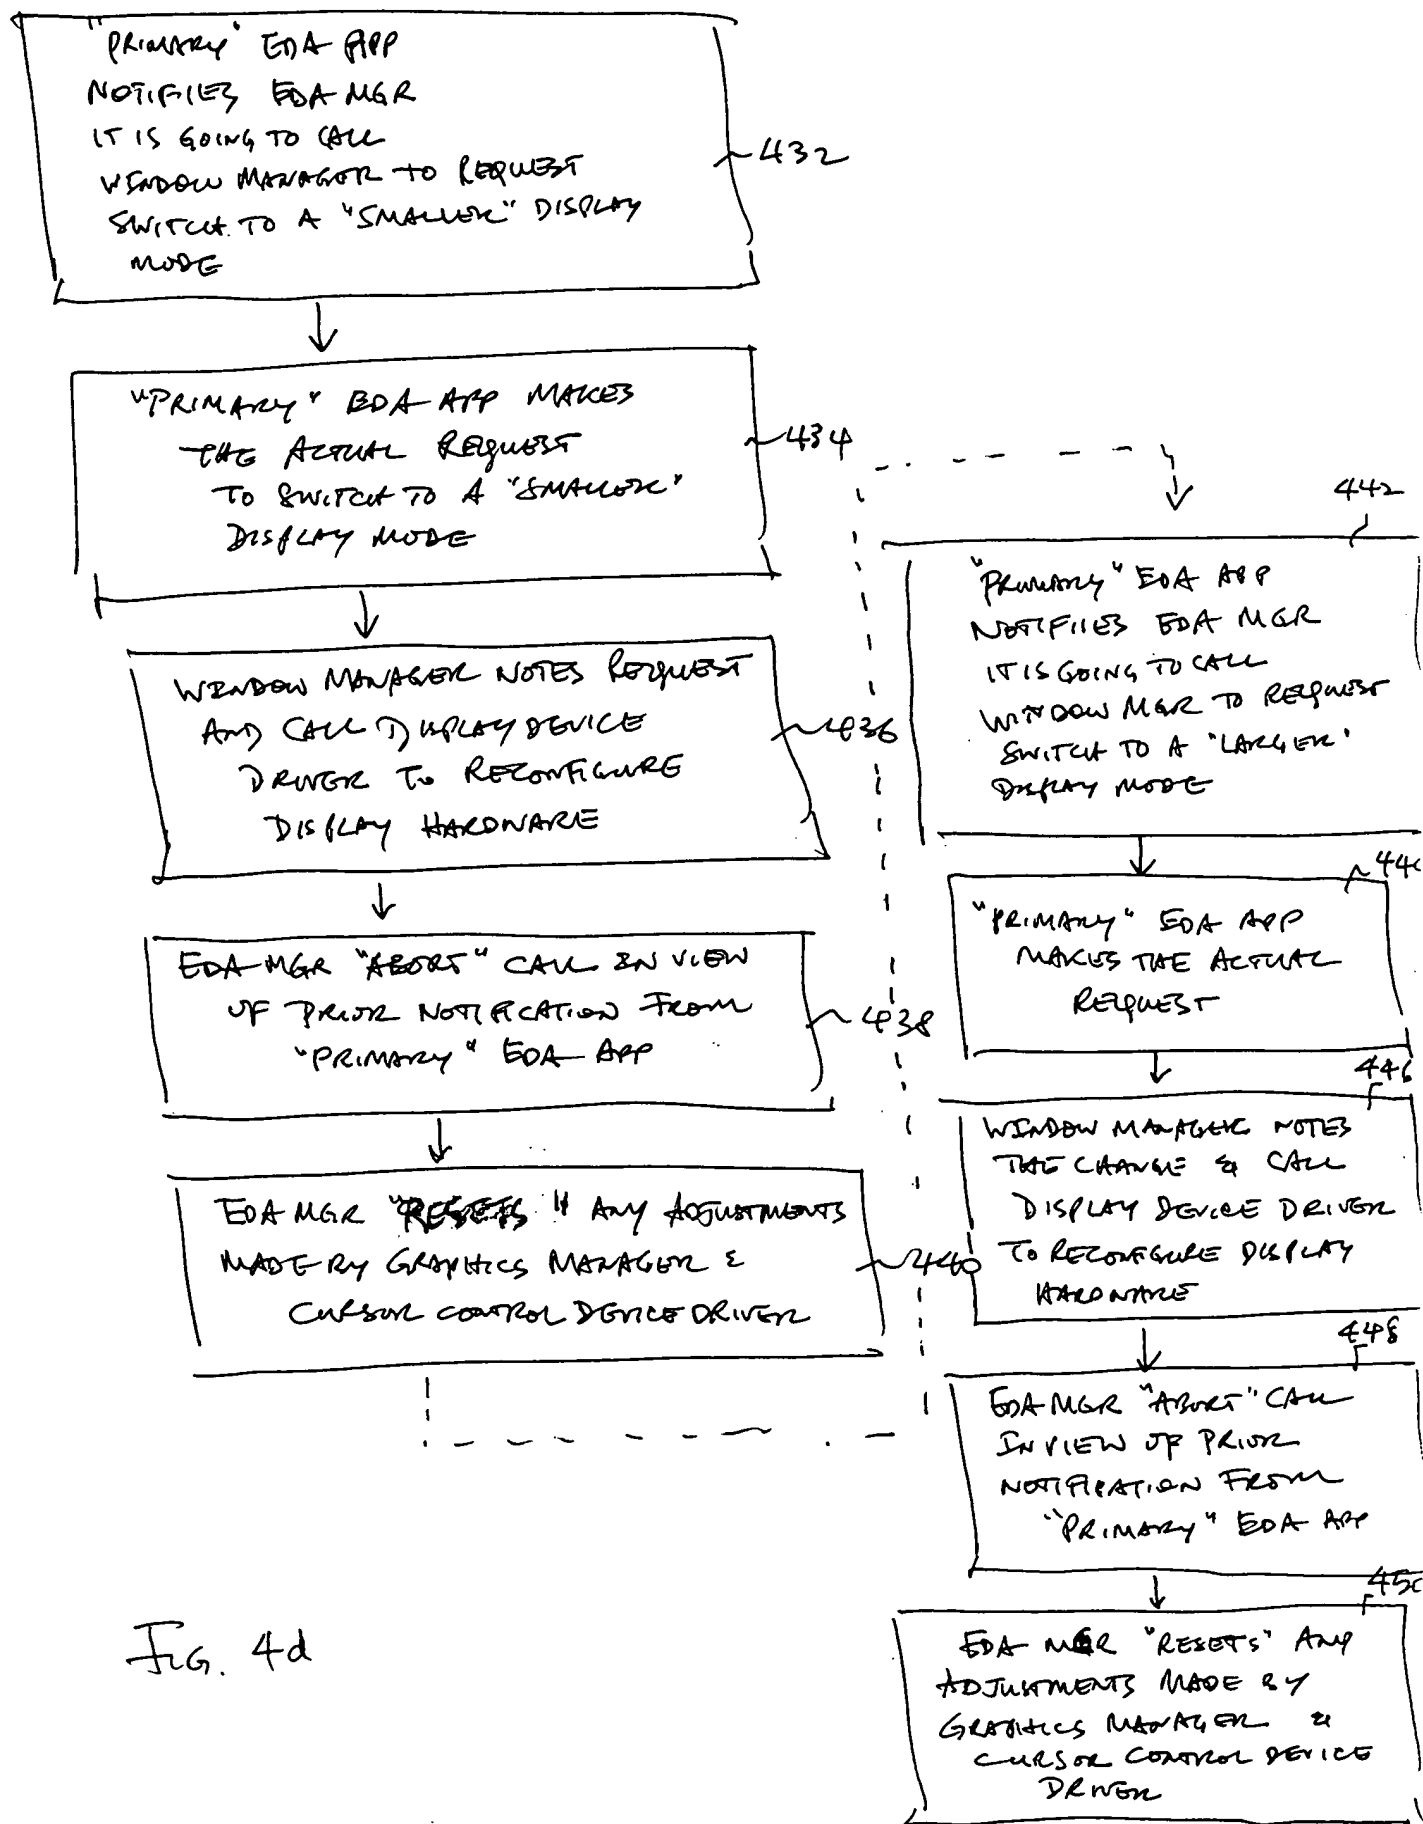 "PRIMARY" EDA APP
NOTIFIES EDA MGR
IT IS GOING TO CALL
WINDOW MANAGER TO REQUEST
SWITCH TO A "SMALLER" DISPLAY
MODE
432
"PRIMARY" EDA APP MAKES
THE ACTUAL REQUEST
TO SWITCH TO A "SMALLER"
DISPLAY MODE
434
WINDOW MANAGER NOTES REQUEST
AND CALL DISPLAY DEVICE
DRIVER TO RECONFIGURE
DISPLAY HARDWARE
436
EDA MGR "ABORT" CALL IN VIEW
OF PRIOR NOTIFICATION FROM
"PRIMARY" EDA APP
438
EDA MGR "RESETS" ANY ADJUSTMENTS
MADE BY GRAPHICS MANAGER &
CURSOR CONTROL DEVICE DRIVER
440
442
"PRIMARY" EDA APP
NOTIFIES EDA MGR
IT IS GOING TO CALL
WINDOW MGR TO REQUEST
SWITCH TO A "LARGER"
DISPLAY MODE
"PRIMARY" EDA APP
MAKES THE ACTUAL
REQUEST
446
WINDOW MANAGER NOTES
THE CHANGE & CALL
DISPLAY DEVICE DRIVER
TO RECONFIGURE DISPLAY
HARDWARE
448
EDA MGR "ABORT" CALL
IN VIEW OF PRIOR
NOTIFICATION FROM
"PRIMARY" EDA APP
450
EDA MGR "RESETS" ANY
ADJUSTMENTS MADE BY
GRAPHICS MANAGER &
CURSOR CONTROL DEVICE
DRIVER
FIG. 4d